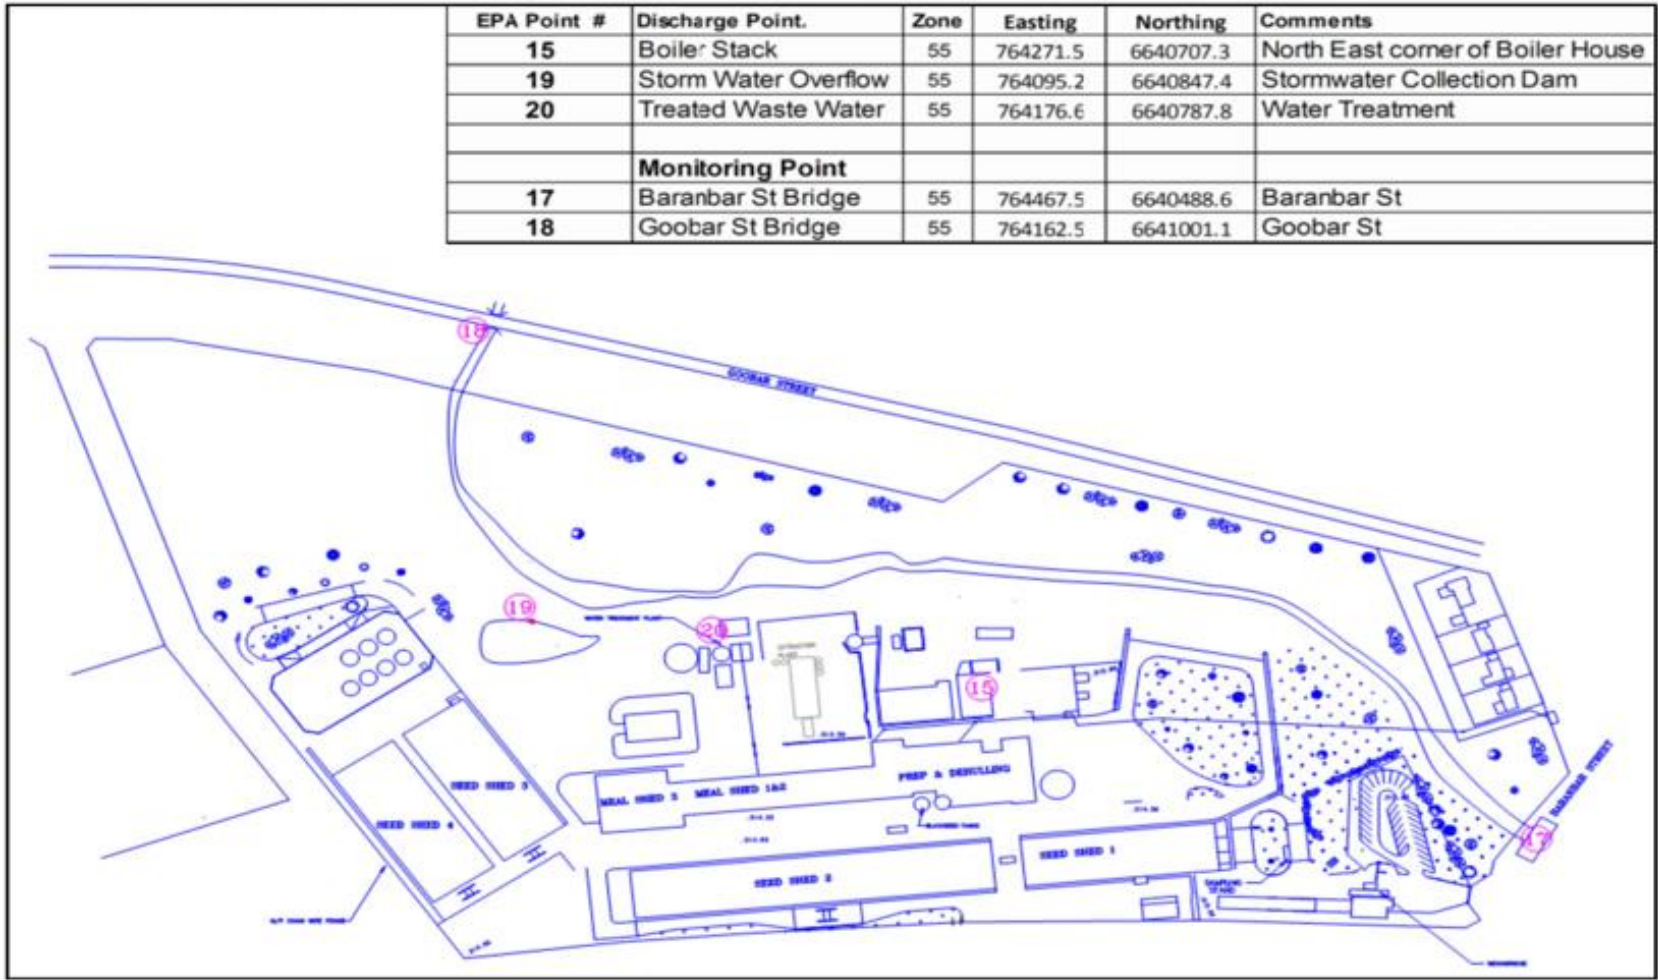 EPA Point # Discharge Point. Zone Easting Northing Comments
15 Boiler Stack 55 764271.5 6640707.3 North East corner of Boiler House
19 Storm Water Overflow 55 764095.2 6640847.4 Stormwater Collection Dam
20 Treated Waste Water 55 764176.6 6640787.8 Water Treatment
Monitoring Point
17 Baranbar St Bridge 55 764467.5 6640488.6 Baranbar St
18 Goobar St Bridge 55 764162.5 6641001.1 Goobar St
18
GOOBAR STREET
19
WATER TREATMENT PLANT
20
15
BARANBAR STREET
17
SEED SHED 3
SEED SHED 4
MEAL SHED 3
MEAL SHED 1&2
PREP & DEHULLING
SEED SHED 1
SEED SHED 2